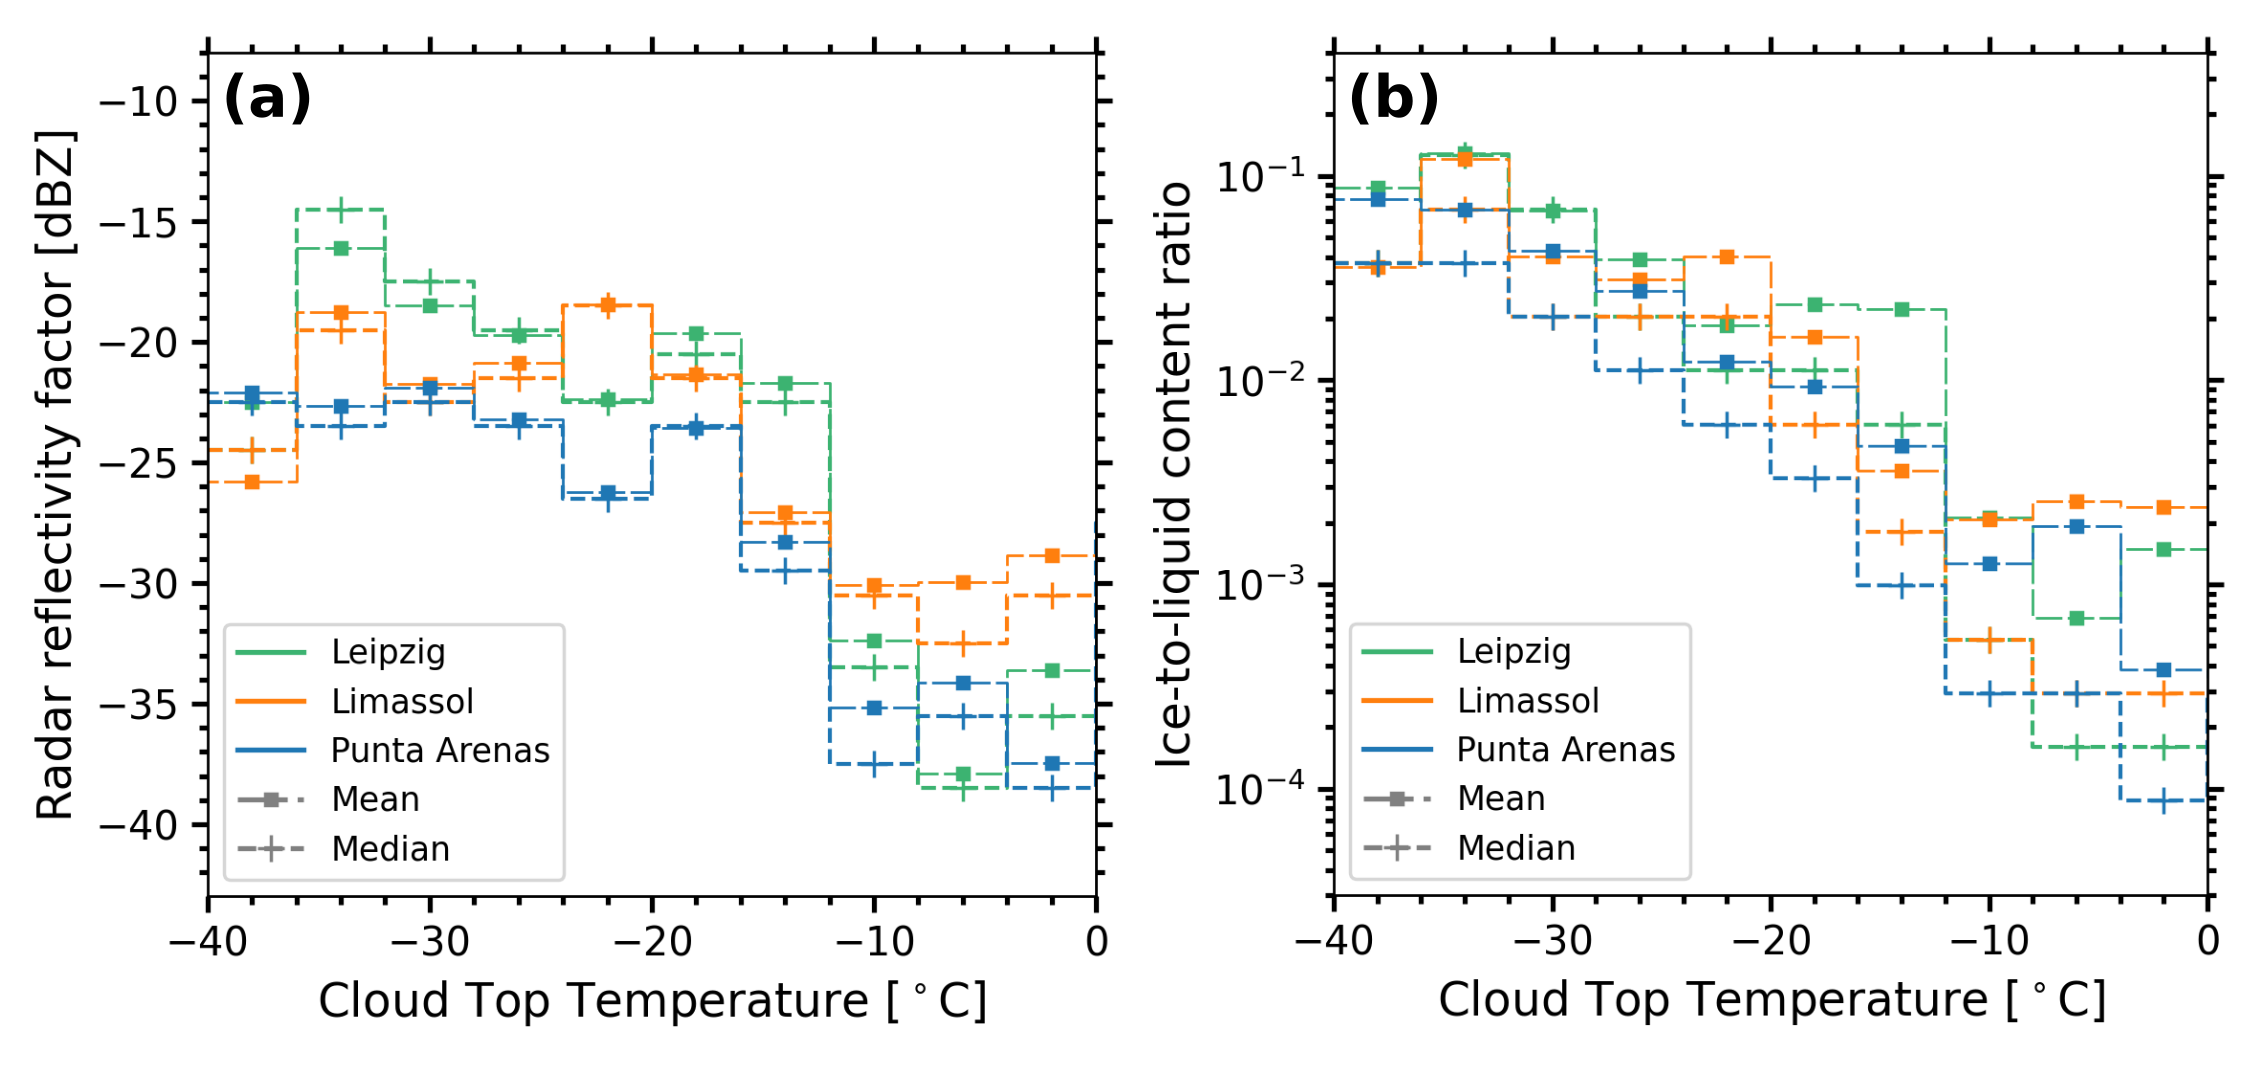 (a)
Radar reflectivity factor [dBZ]
−10
−15
−20
−25
−30
−35
−40
Leipzig
Limassol
Punta Arenas
Mean
Median
−40 −30 −20 −10 0
Cloud Top Temperature [°C]
(b)
Ice-to-liquid content ratio
10⁻¹
10⁻²
10⁻³
10⁻⁴
Leipzig
Limassol
Punta Arenas
Mean
Median
−40 −30 −20 −10 0
Cloud Top Temperature [°C]